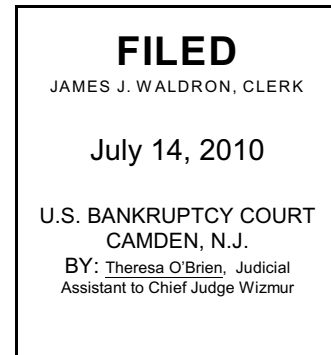 FILED
JAMES J. WALDRON, CLERK
July 14, 2010
U.S. BANKRUPTCY COURT
CAMDEN, N.J.
BY: Theresa O'Brien, Judicial
Assistant to Chief Judge Wizmur